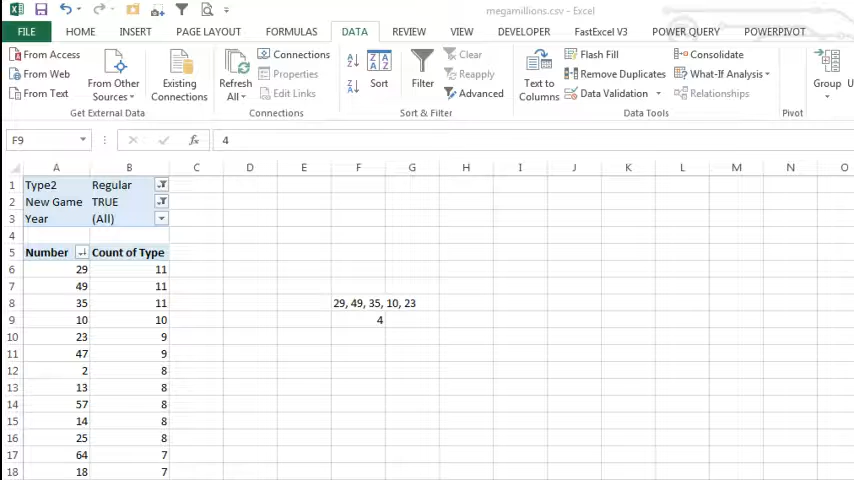 megamillions.csv - Excel
FILE HOME INSERT PAGE LAYOUT FORMULAS DATA REVIEW VIEW DEVELOPER FastExcel V3 POWER QUERY POWERPIVOT
From Access
From Web
From Text
From Other Sources
Get External Data
Existing Connections
Refresh All
Connections
Properties
Edit Links
Connections
Sort
Filter
Clear
Reapply
Advanced
Sort & Filter
Text to Columns
Flash Fill
Remove Duplicates
Data Validation
Consolidate
What-If Analysis
Relationships
Data Tools
Pivot
Group
U
F9 fx 4
A B C D E F G H I J K L M N O
1 Type2 Regular
2 New Game TRUE
3 Year (All)
4
5 Number Count of Type
6 29 11
7 49 11
8 35 11 29, 49, 35, 10, 23
9 10 10 4
10 23 9
11 47 9
12 2 8
13 13 8
14 57 8
15 14 8
16 25 8
17 64 7
18 18 7